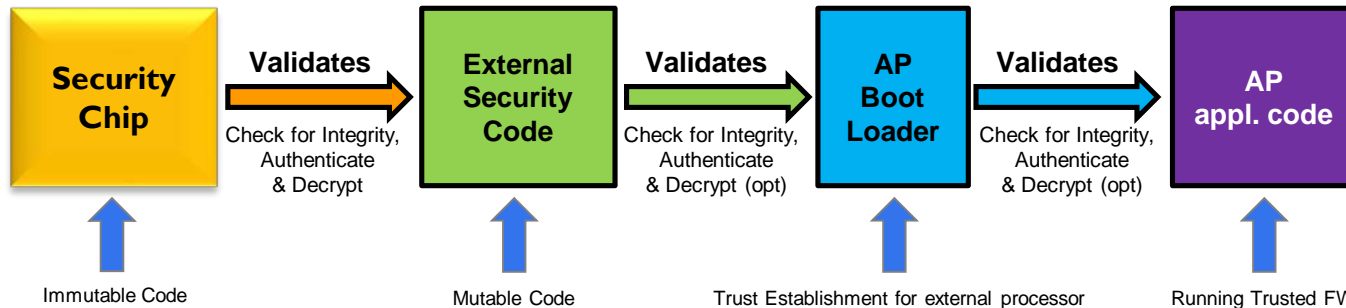 Security
Chip
Validates
Check for Integrity,
Authenticate
& Decrypt
External
Security
Code
Validates
Check for Integrity,
Authenticate
& Decrypt (opt)
AP
Boot
Loader
Validates
Check for Integrity,
Authenticate
& Decrypt (opt)
AP
appl. code
Immutable Code
Mutable Code
Trust Establishment for external processor
Running Trusted FW